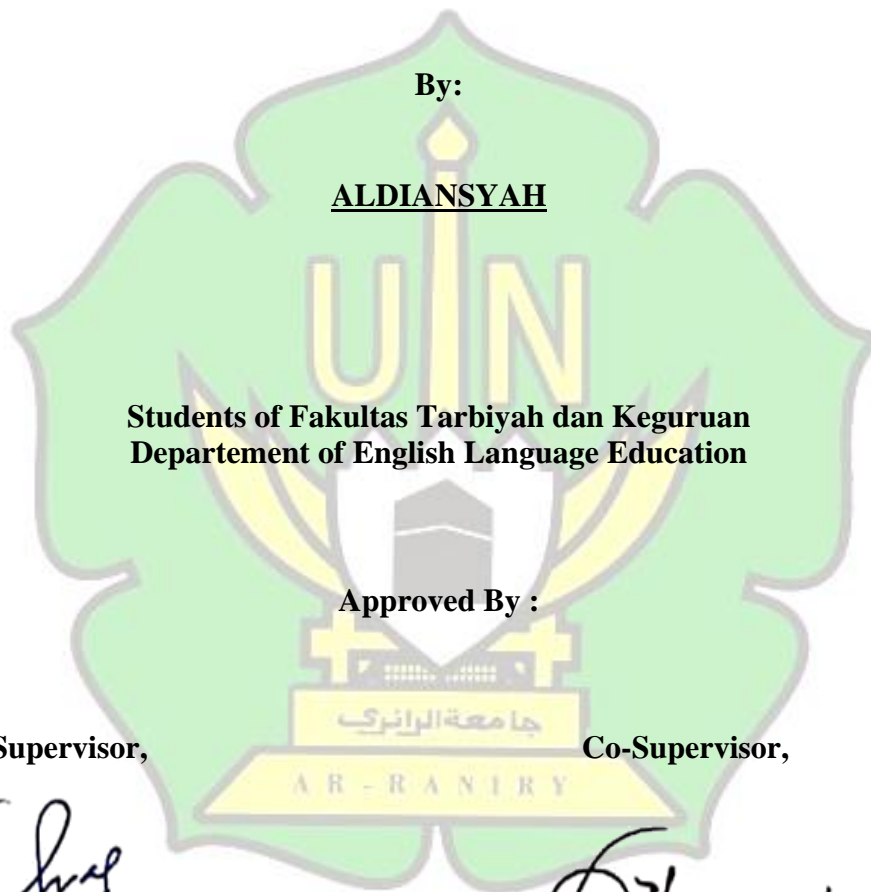 By:
ALDIANSYAH
UIN
Students of Fakultas Tarbiyah dan Keguruan
Departement of English Language Education
Approved By :
جامعة الرانري
Supervisor,
Co-Supervisor,
AR-RANIRY